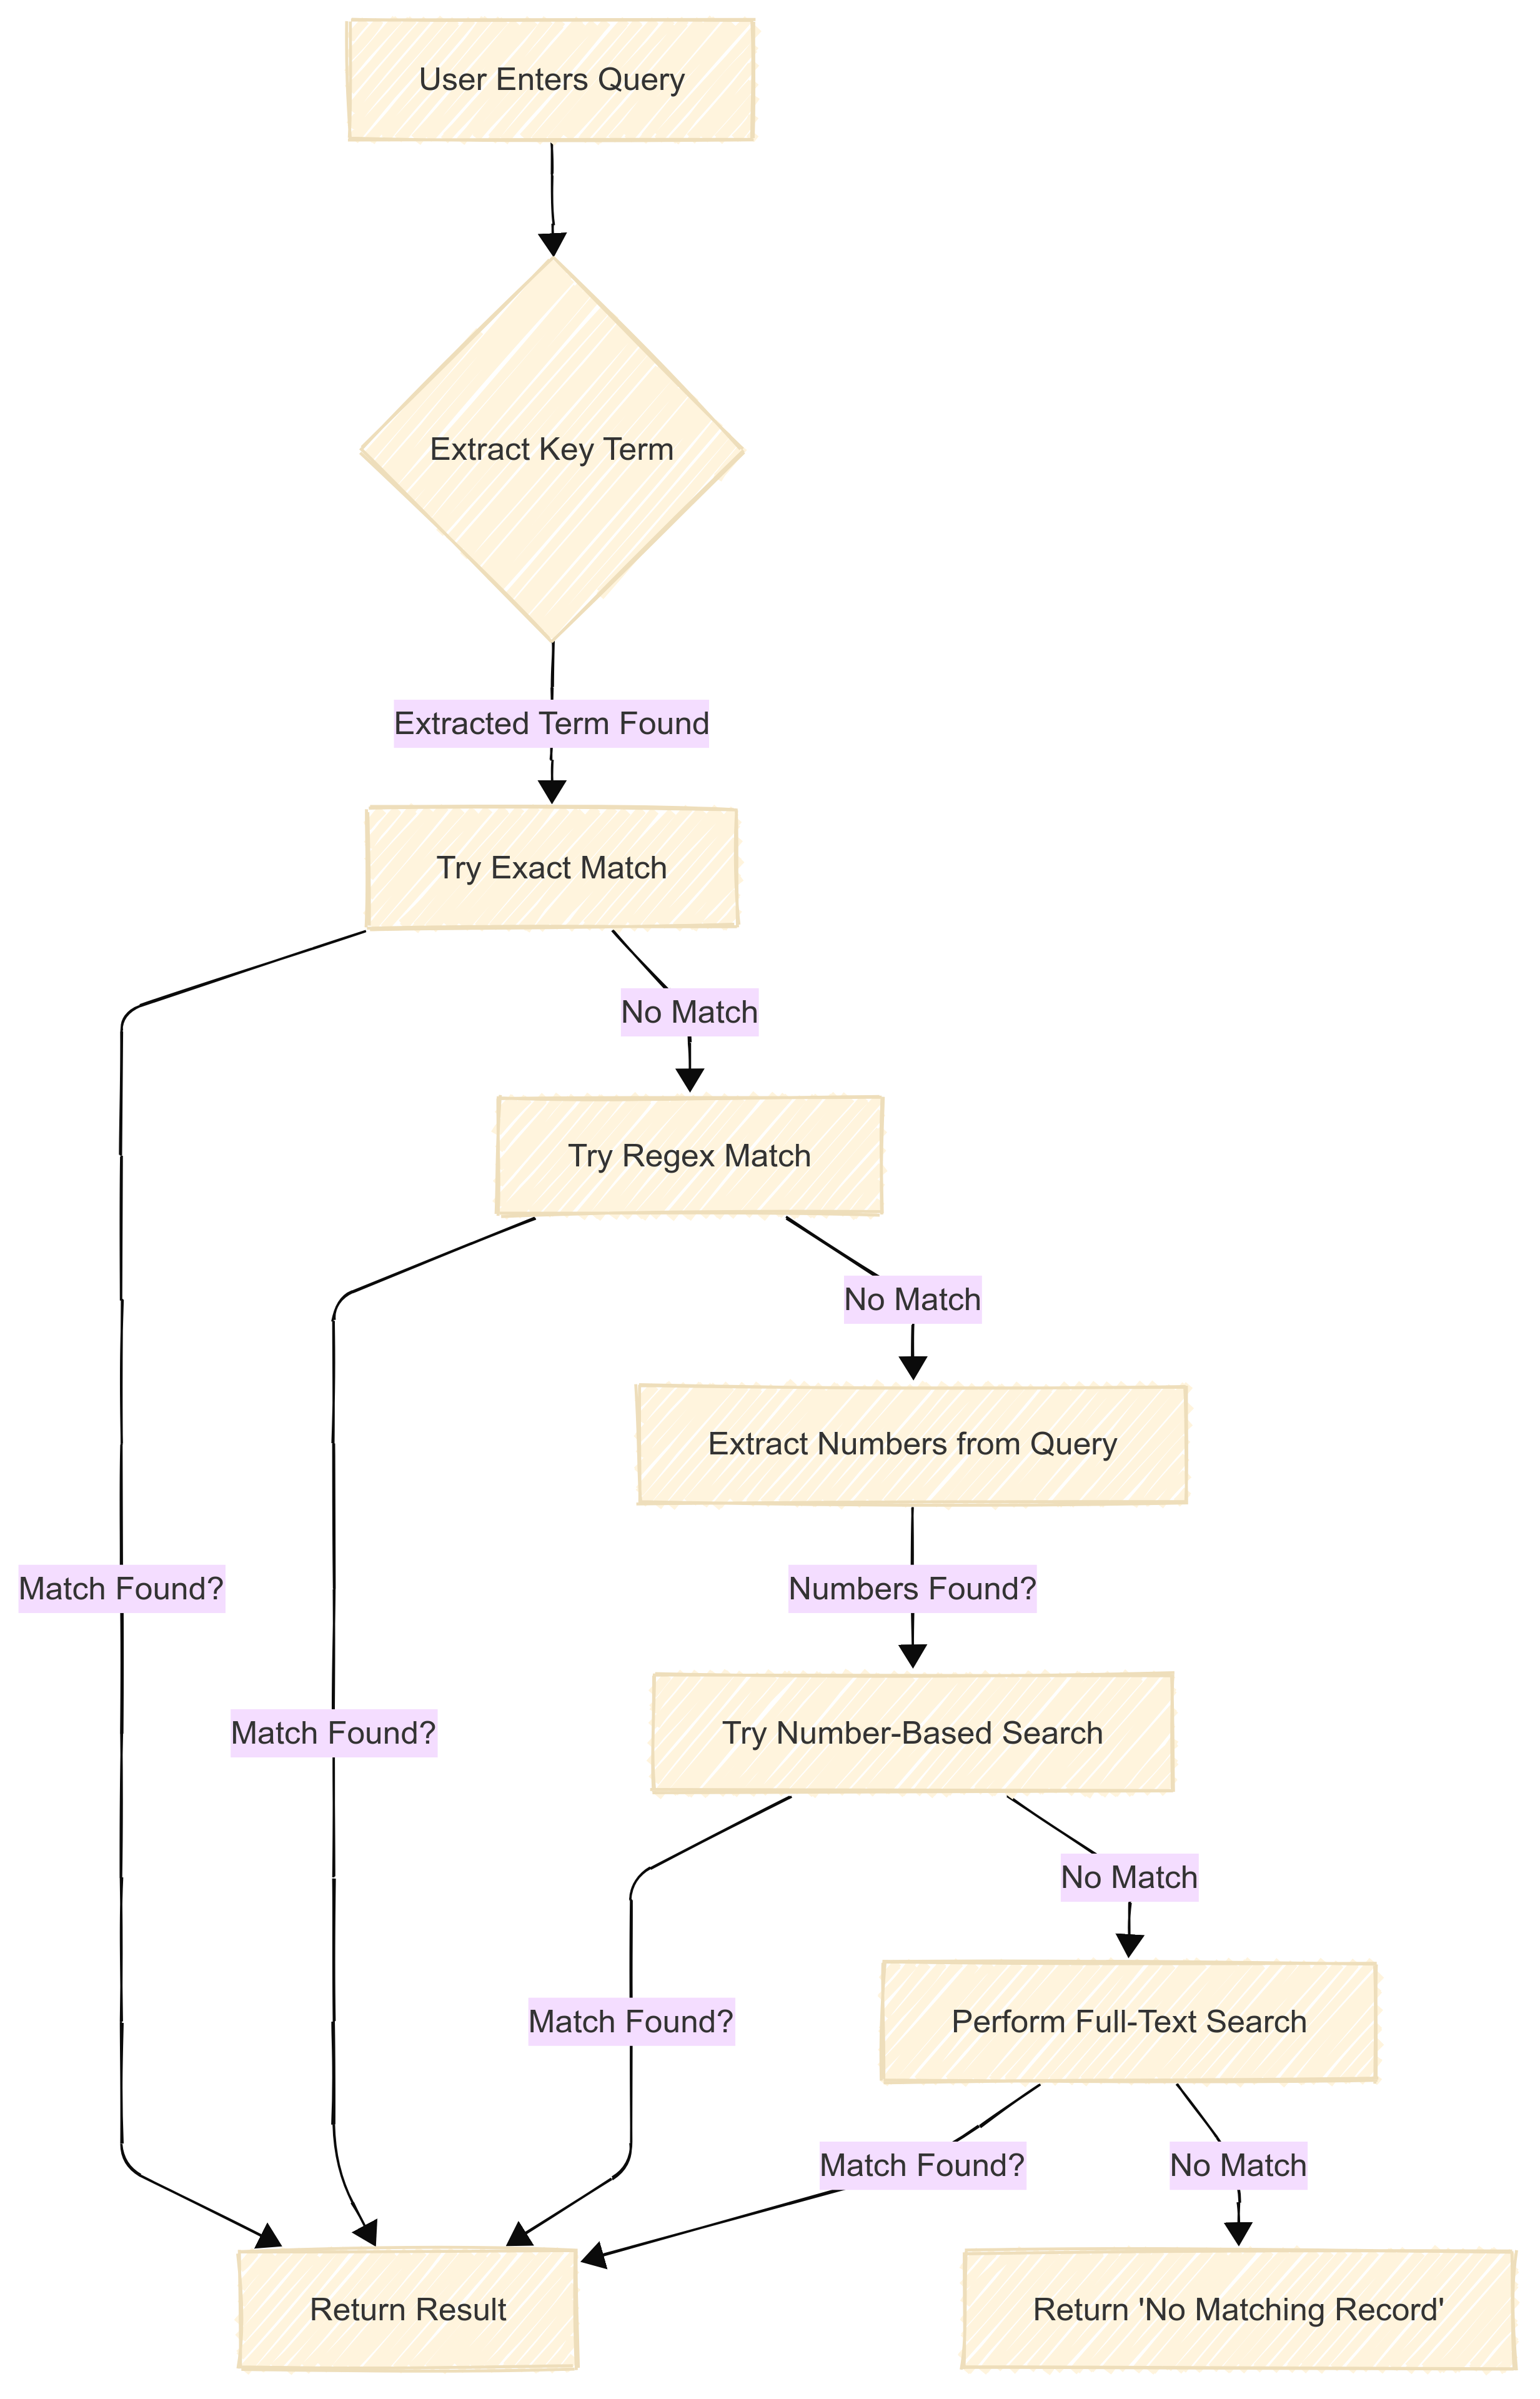 User Enters Query
Extract Key Term
Extracted Term Found
Try Exact Match
No Match
Try Regex Match
No Match
Extract Numbers from Query
Match Found?
Numbers Found?
Match Found?
Try Number-Based Search
No Match
Match Found?
Perform Full-Text Search
Match Found?
No Match
Return Result
Return 'No Matching Record'